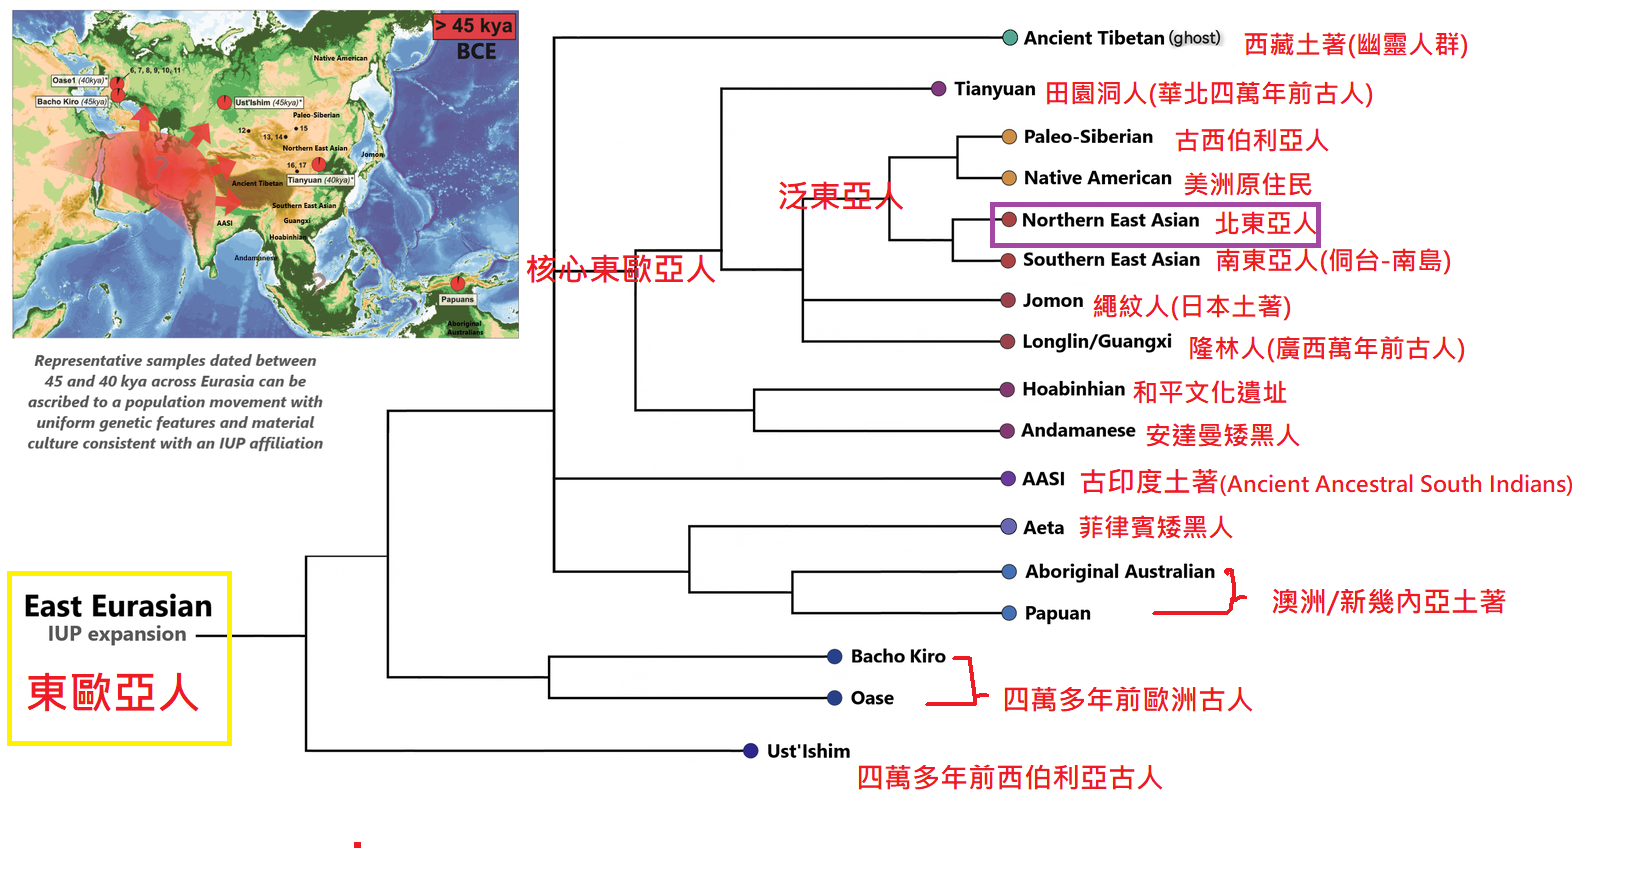 > 45 kya
BCE
Native American
6, 7, 8, 9, 10, 11
Oase1 (40kya)*
Bacho Kiro (45kya)
Ust'Ishim (45kya)*
Paleo-Siberian
12
13, 14
15
Northern East Asian
Jomon
16, 17
Tianyuan (40kya)*
Ancient Tibetan
Southern East Asian
AASI
Guangxi
Hoabinhian
Andamanese
?
?
Papuans
Aboriginal
Australians
Representative samples dated between
45 and 40 kya across Eurasia can be
ascribed to a population movement with
uniform genetic features and material
culture consistent with an IUP affiliation
Ancient Tibetan (ghost) 西藏土著(幽靈人群)
Tianyuan 田園洞人(華北四萬年前古人)
Paleo-Siberian 古西伯利亞人
Native American 美洲原住民
泛東亞人
Northern East Asian 北東亞人
Southern East Asian 南東亞人(侗台-南島)
核心東歐亞人
Jomon 繩紋人(日本土著)
Longlin/Guangxi 隆林人(廣西萬年前古人)
Hoabinhian 和平文化遺址
Andamanese 安達曼矮黑人
AASI 古印度土著(Ancient Ancestral South Indians)
Aeta 菲律賓矮黑人
Aboriginal Australian
澳洲/新幾內亞土著
Papuan
East Eurasian
IUP expansion
東歐亞人
Bacho Kiro
Oase
四萬多年前歐洲古人
Ust'Ishim
四萬多年前西伯利亞古人